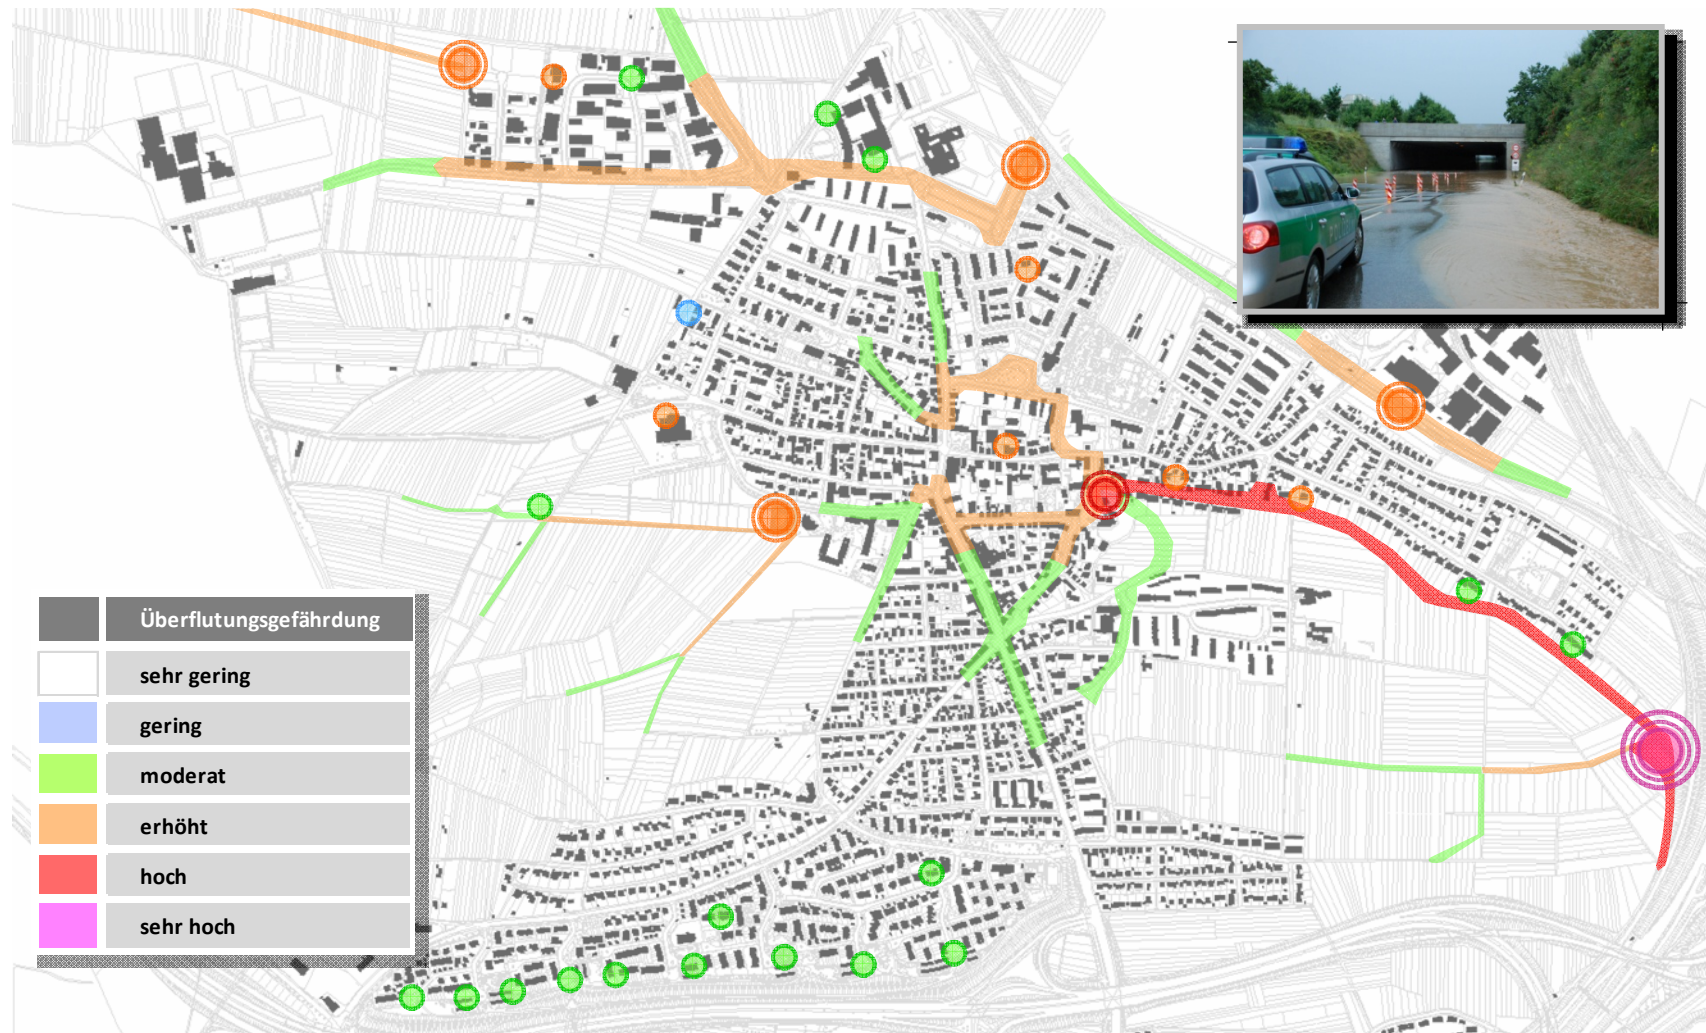 Überflutungsgefährdung
sehr gering
gering
moderat
erhöht
hoch
sehr hoch